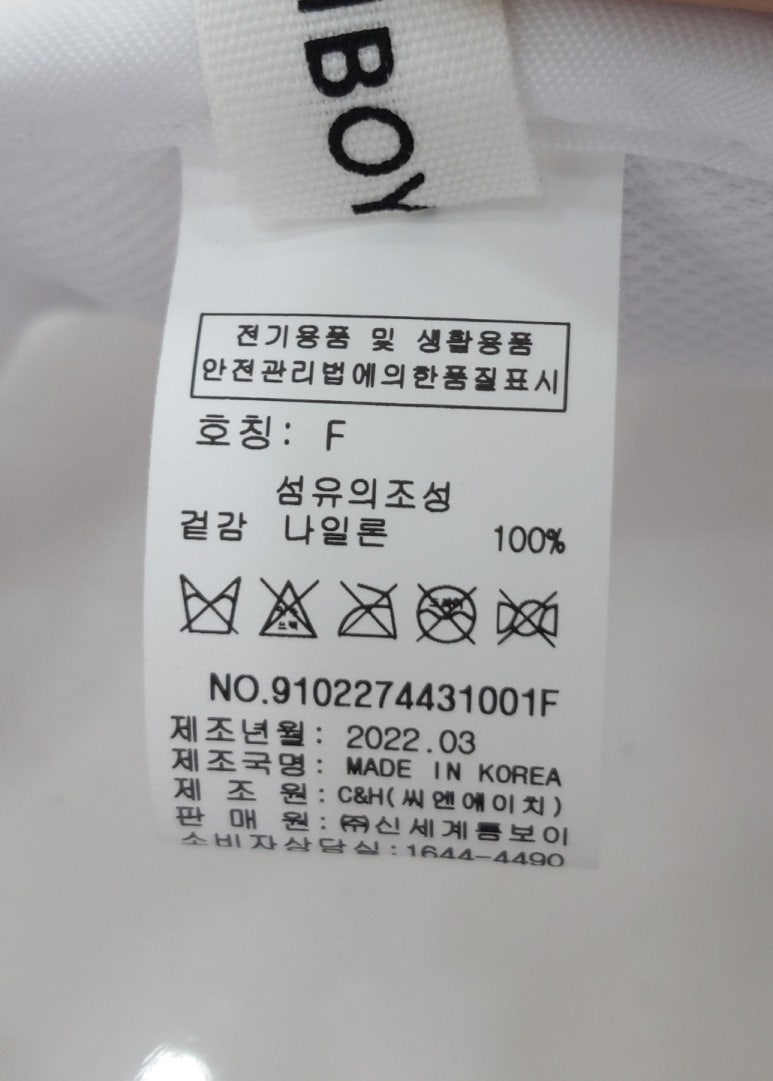 BOY
전기용품 및 생활용품
안전관리법에의한품질표시
호칭: F
섬유의조성
겉감 나일론 100%
NO.9102274431001F
제조년월: 2022.03
제조국명: MADE IN KOREA
제 조 원: C&H(씨엔에이치)
판 매 원: ㈜신세계톰보이
소비자상담실:1644-4490